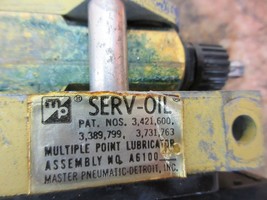 mp SERV-OIL
PAT. NOS. 3,421,600,
3,389,799, 3,731,763
MULTIPLE POINT LUBRICATOR
ASSEMBLY NO. A6100
MASTER PNEUMATIC-DETROIT, INC.